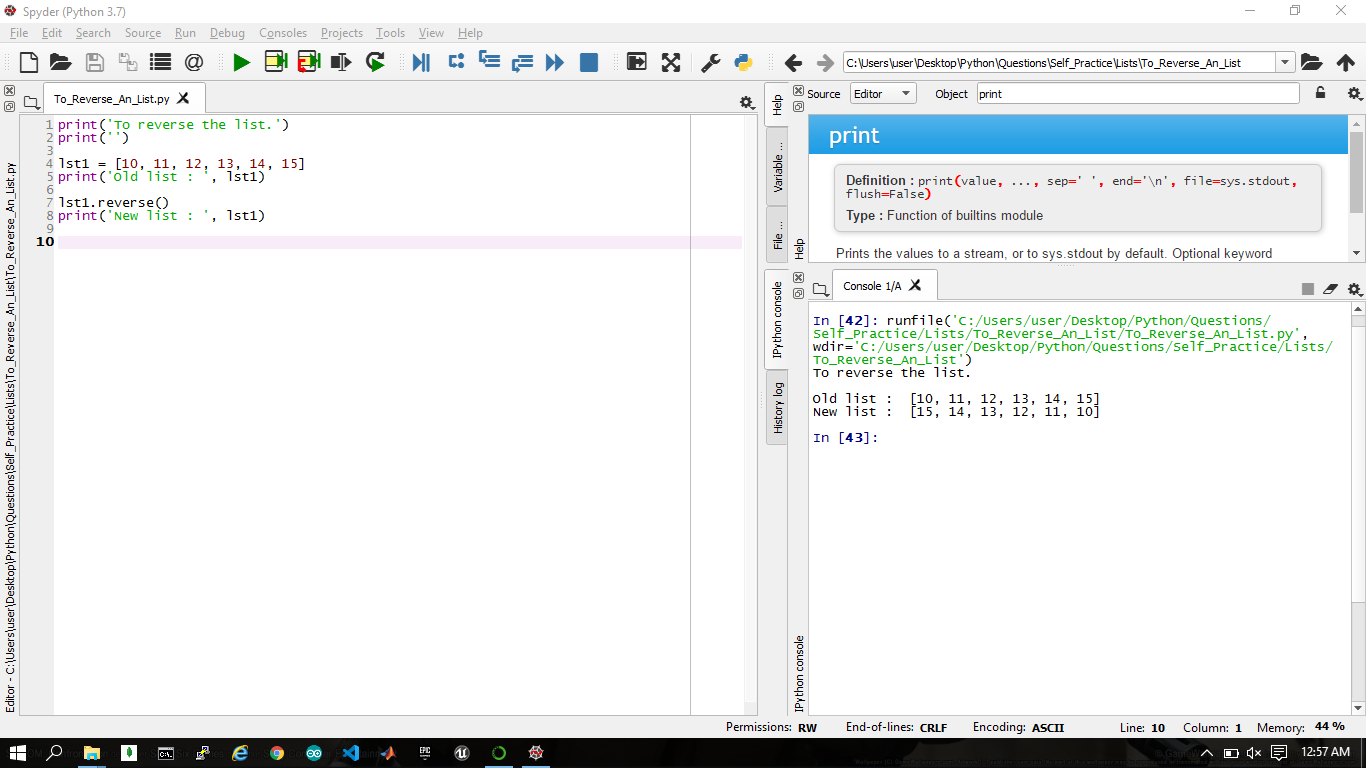 Spyder (Python 3.7)
File Edit Search Source Run Debug Consoles Projects Tools View Help
C:\Users\user\Desktop\Python\Questions\Self_Practice\Lists\To_Reverse_An_List
To_Reverse_An_List.py
Editor - C:\Users\user\Desktop\Python\Questions\Self_Practice\Lists\To_Reverse_An_List\To_Reverse_An_List.py
1 print('To reverse the list.')
2 print('')
3
4 lst1 = [10, 11, 12, 13, 14, 15]
5 print('Old list : ', lst1)
6
7 lst1.reverse()
8 print('New list : ', lst1)
9
10
Help
Variable ...
File ...
Help
Source Editor Object print
print
Definition : print(value, ..., sep=' ', end='\n', file=sys.stdout,
flush=False)
Type : Function of builtins module
Prints the values to a stream, or to sys.stdout by default. Optional keyword
IPython console
History log
IPython console
Console 1/A
In [42]: runfile('C:/Users/user/Desktop/Python/Questions/
Self_Practice/Lists/To_Reverse_An_List/To_Reverse_An_List.py',
wdir='C:/Users/user/Desktop/Python/Questions/Self_Practice/Lists/
To_Reverse_An_List')
To reverse the list.
Old list :  [10, 11, 12, 13, 14, 15]
New list :  [15, 14, 13, 12, 11, 10]
In [43]:
Permissions: RW End-of-lines: CRLF Encoding: ASCII Line: 10 Column: 1 Memory: 44 %
C:\.
EPIC
GAMES
12:57 AM